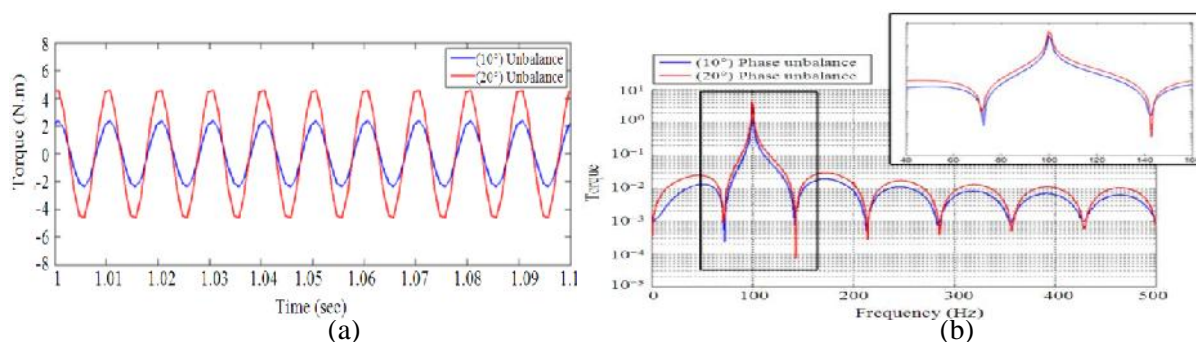 (10°) Unbalance
(20°) Unbalance
Torque (N.m)
8
6
4
2
0
-2
-4
-6
-8
1 1.01 1.02 1.03 1.04 1.05 1.06 1.07 1.08 1.09 1.1
Time (sec)
(a)
(10°) Phase unbalance
(20°) Phase unbalance
Torque
10¹
10⁰
10⁻¹
10⁻²
10⁻³
10⁻⁴
10⁻⁵
0 100 200 300 400 500
Frequency (Hz)
(b)
40 60 80 100 120 140 160